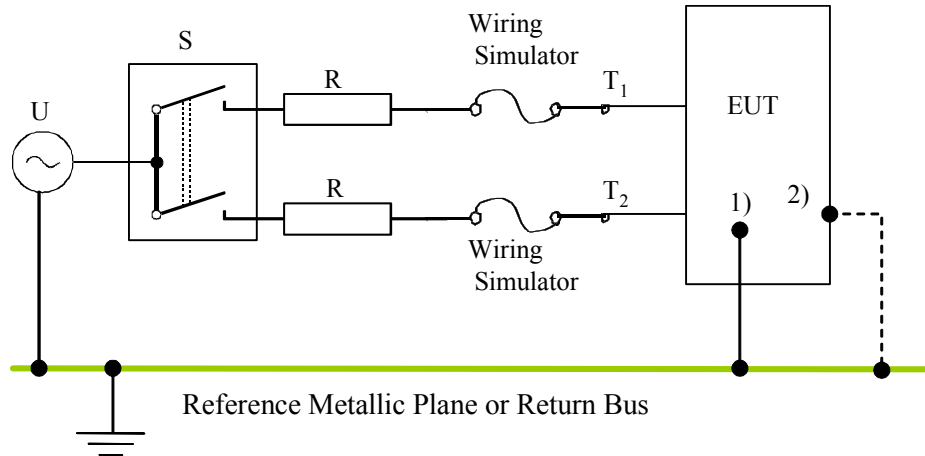 Wiring
Simulator
S
R
T1
U
EUT
R
T2
1)
2)
Wiring
Simulator
Reference Metallic Plane or Return Bus